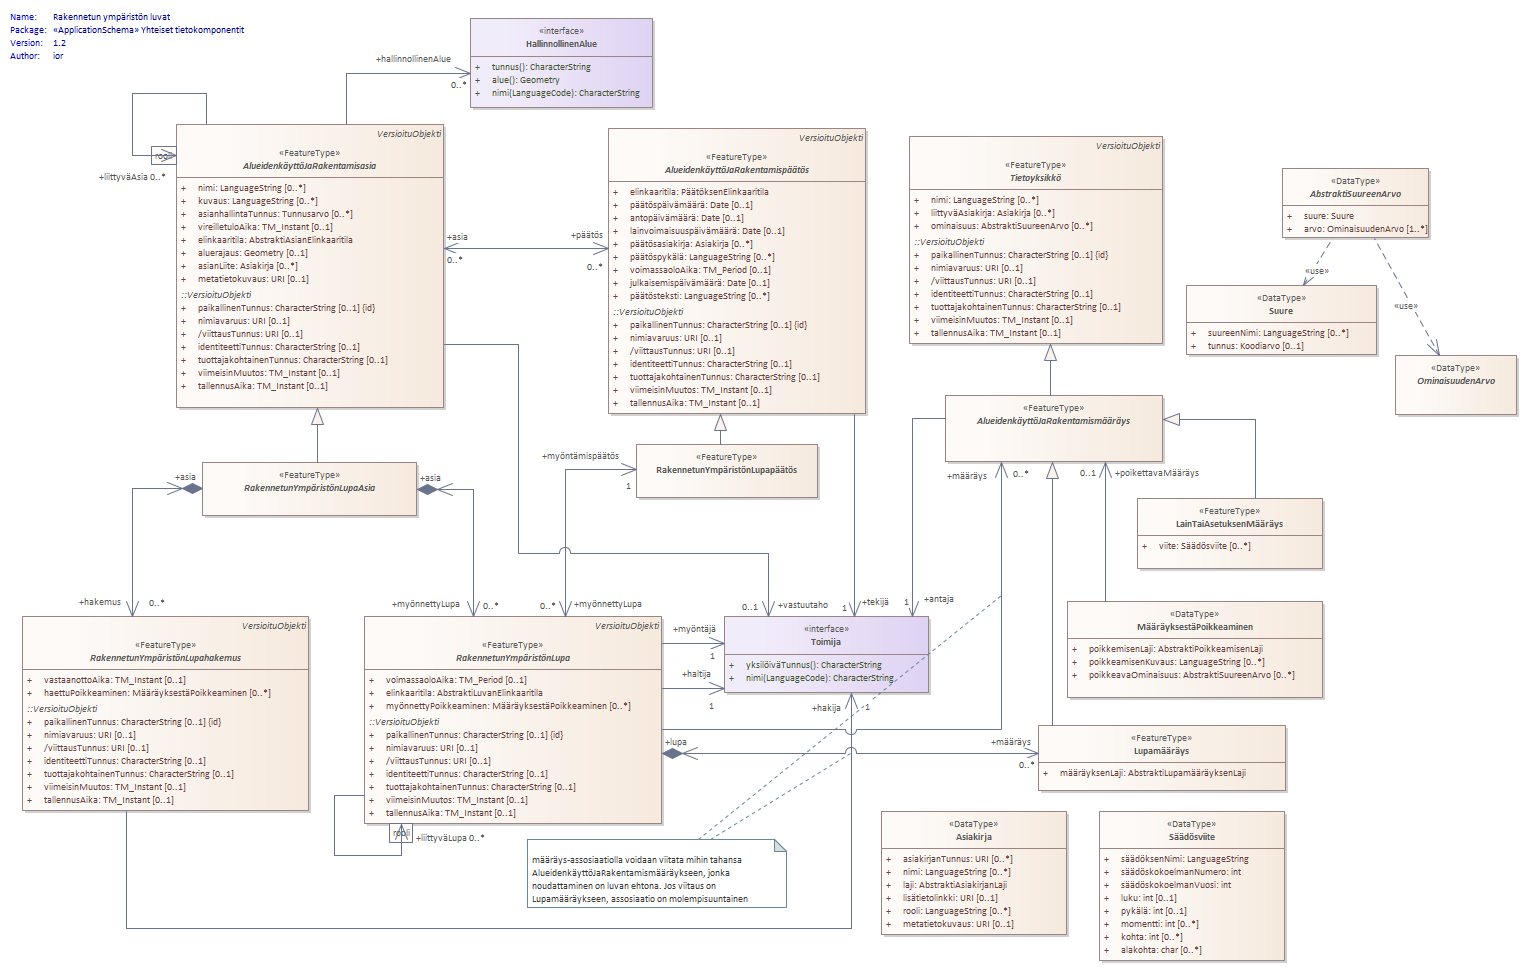 Name: Rakennetun ympäristön luvat
Package: «ApplicationSchema» Yhteiset tietokomponentit
Version: 1.2
Author: ior
«interface»
HallinnollinenAlue
+ tunnus(): CharacterString
+ alue(): Geometry
+ nimi(LanguageCode): CharacterString
+hallinnollinenAlue
0..*
VersioituObjekti
«FeatureType»
AlueidenkäyttöJaRakentamisasia
+ nimi: LanguageString [0..*]
+ kuvaus: LanguageString [0..*]
+ asianhallintaTunnus: Tunnusarvo [0..*]
+ vireilletuloAika: TM_Instant [0..1]
+ elinkaaritila: AbstraktiAsianElinkaaritila
+ aluerajaus: Geometry [0..1]
+ asianLiite: Asiakirja [0..*]
+ metatietokuvaus: URI [0..1]
::VersioituObjekti
+ paikallinenTunnus: CharacterString [0..1] {id}
+ nimiavaruus: URI [0..1]
+ /viittausTunnus: URI [0..1]
+ identiteettiTunnus: CharacterString [0..1]
+ tuottajakohtainenTunnus: CharacterString [0..1]
+ viimeisinMuutos: TM_Instant [0..1]
+ tallennusAika: TM_Instant [0..1]
rooli
+liittyväAsia 0..*
+asia
0..*
+päätös
0..*
VersioituObjekti
«FeatureType»
AlueidenkäyttöJaRakentamispäätös
+ elinkaaritila: PäätöksenElinkaaritila
+ päätöspäivämäärä: Date [0..1]
+ antopäivämäärä: Date [0..1]
+ lainvoimaisuuspäivämäärä: Date [0..1]
+ päätösasiakirja: Asiakirja [0..*]
+ päätöspykälä: LanguageString [0..*]
+ voimassaoloAika: TM_Period [0..1]
+ julkaisemispäivämäärä: Date [0..1]
+ päätösteksti: LanguageString [0..*]
::VersioituObjekti
+ paikallinenTunnus: CharacterString [0..1] {id}
+ nimiavaruus: URI [0..1]
+ /viittausTunnus: URI [0..1]
+ identiteettiTunnus: CharacterString [0..1]
+ tuottajakohtainenTunnus: CharacterString [0..1]
+ viimeisinMuutos: TM_Instant [0..1]
+ tallennusAika: TM_Instant [0..1]
VersioituObjekti
«FeatureType»
Tietoyksikkö
+ nimi: LanguageString [0..*]
+ liittyväAsiakirja: Asiakirja [0..*]
+ ominaisuus: AbstraktiSuureenArvo [0..*]
::VersioituObjekti
+ paikallinenTunnus: CharacterString [0..1] {id}
+ nimiavaruus: URI [0..1]
+ /viittausTunnus: URI [0..1]
+ identiteettiTunnus: CharacterString [0..1]
+ tuottajakohtainenTunnus: CharacterString [0..1]
+ viimeisinMuutos: TM_Instant [0..1]
+ tallennusAika: TM_Instant [0..1]
«DataType»
AbstraktiSuureenArvo
+ suure: Suure
+ arvo: OminaisuudenArvo [1..*]
«use»
«use»
«DataType»
Suure
+ suureenNimi: LanguageString [0..*]
+ tunnus: Koodiarvo [0..1]
«DataType»
OminaisuudenArvo
«FeatureType»
AlueidenkäyttöJaRakentamismääräys
+määräys
0..*
0..1
+poikettavaMääräys
«FeatureType»
RakennetunYmpäristönLupaAsia
+asia
+asia
«FeatureType»
RakennetunYmpäristönLupapäätös
+myöntämispäätös
1
«FeatureType»
LainTaiAsetuksenMääräys
+ viite: Säädösviite [0..*]
+hakemus
0..*
+myönnettyLupa
0..*
0..*
+myönnettyLupa
0..1
+vastuutaho
1
+tekijä
1
+antaja
VersioituObjekti
«FeatureType»
RakennetunYmpäristönLupahakemus
+ vastaanottoAika: TM_Instant [0..1]
+ haettuPoikkeaminen: MääräyksestäPoikkeaminen [0..*]
::VersioituObjekti
+ paikallinenTunnus: CharacterString [0..1] {id}
+ nimiavaruus: URI [0..1]
+ /viittausTunnus: URI [0..1]
+ identiteettiTunnus: CharacterString [0..1]
+ tuottajakohtainenTunnus: CharacterString [0..1]
+ viimeisinMuutos: TM_Instant [0..1]
+ tallennusAika: TM_Instant [0..1]
VersioituObjekti
«FeatureType»
RakennetunYmpäristönLupa
+ voimassaoloAika: TM_Period [0..1]
+ elinkaaritila: AbstraktiLuvanElinkaaritila
+ myönnettyPoikkeaminen: MääräyksestäPoikkeaminen [0..*]
::VersioituObjekti
+ paikallinenTunnus: CharacterString [0..1] {id}
+ nimiavaruus: URI [0..1]
+ /viittausTunnus: URI [0..1]
+ identiteettiTunnus: CharacterString [0..1]
+ tuottajakohtainenTunnus: CharacterString [0..1]
+ viimeisinMuutos: TM_Instant [0..1]
+ tallennusAika: TM_Instant [0..1]
rooli
+liittyväLupa 0..*
+myöntäjä
1
+haltija
1
«interface»
Toimija
+ yksilöiväTunnus(): CharacterString
+ nimi(LanguageCode): CharacterString
+hakija
1
«DataType»
MääräyksestäPoikkeaminen
+ poikkemisenLaji: AbstraktiPoikkeamisenLaji
+ poikkeamisenKuvaus: LanguageString [0..*]
+ poikkeavaOminaisuus: AbstraktiSuureenArvo [0..*]
+lupa
+määräys
0..*
«FeatureType»
Lupamääräys
+ määräyksenLaji: AbstraktiLupamääräyksenLaji
määräys-assosiaatiolla voidaan viitata mihin tahansa
AlueidenkäyttöJaRakentamismääräykseen, jonka
noudattaminen on luvan ehtona. Jos viitaus on
Lupamääräykseen, assosiaatio on molempisuuntainen
«DataType»
Asiakirja
+ asiakirjanTunnus: URI [0..*]
+ nimi: LanguageString [0..*]
+ laji: AbstraktiAsiakirjanLaji
+ lisätietolinkki: URI [0..1]
+ rooli: LanguageString [0..*]
+ metatietokuvaus: URI [0..1]
«DataType»
Säädösviite
+ säädöksenNimi: LanguageString
+ säädöskokoelmanNumero: int
+ säädöskokoelmanVuosi: int
+ luku: int [0..1]
+ pykälä: int [0..1]
+ momentti: int [0..*]
+ kohta: int [0..*]
+ alakohta: char [0..*]